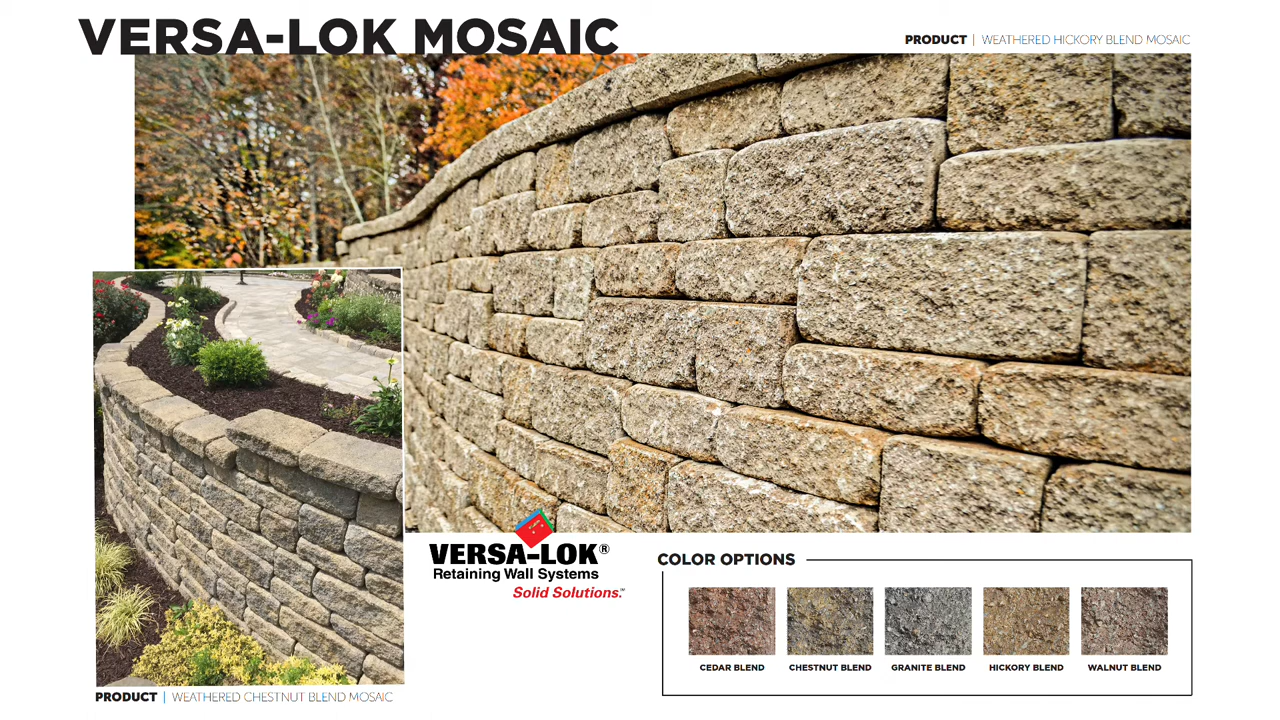 VERSA-LOK MOSAIC
PRODUCT | WEATHERED HICKORY BLEND MOSAIC
VERSA-LOK®
Retaining Wall Systems
Solid Solutions.™
COLOR OPTIONS
CEDAR BLEND
CHESTNUT BLEND
GRANITE BLEND
HICKORY BLEND
WALNUT BLEND
PRODUCT | WEATHERED CHESTNUT BLEND MOSAIC